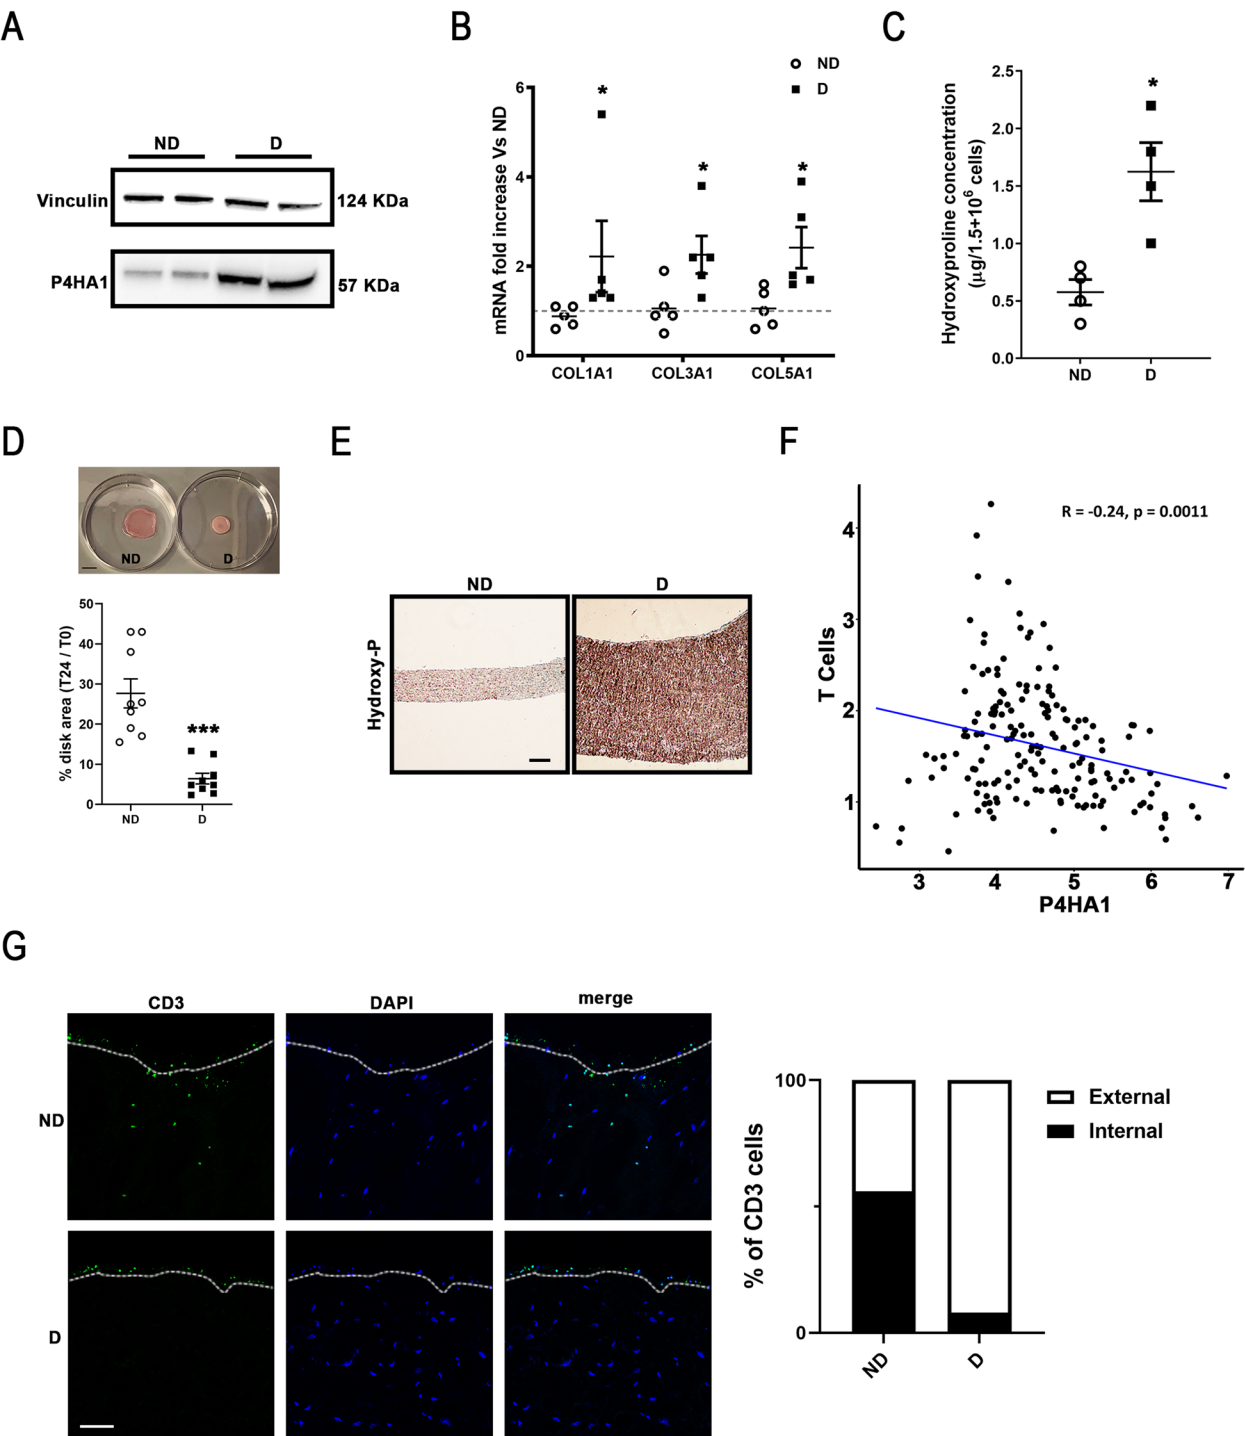 A
ND D
Vinculin 124 KDa
P4HA1 57 KDa
B
ND
D
mRNA fold increase Vs ND
6
4
2
0
* * *
COL1A1 COL3A1 COL5A1
C
Hydroxyproline concentration
(µg/1.5+10⁶ cells)
2.5
2.0
1.5
1.0
0.5
0.0
*
ND D
D
ND D
% disk area (T24 / T0)
50
40
30
20
10
0
***
ND D
E
ND D
Hydroxy-P
F
R = -0.24, p = 0.0011
T Cells
4
3
2
1
3 4 5 6 7
P4HA1
G
CD3 DAPI merge
ND
D
% of CD3 cells
100
0
ND D
External
Internal